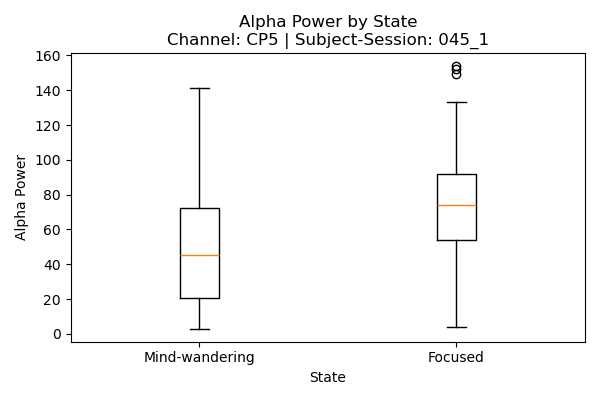 Alpha Power by State
Channel: CP5 | Subject-Session: 045_1
160
140
120
100
80
60
40
20
0
Alpha Power
Mind-wandering
Focused
State